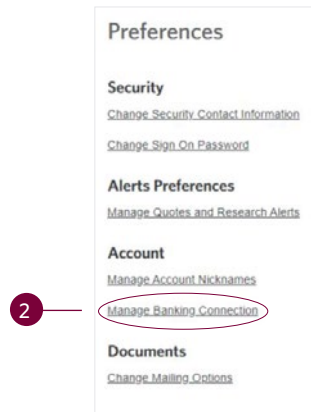 Preferences
Security
Change Security Contact Information
Change Sign On Password
Alerts Preferences
Manage Quotes and Research Alerts
Account
Manage Account Nicknames
2
Manage Banking Connection
Documents
Change Mailing Options